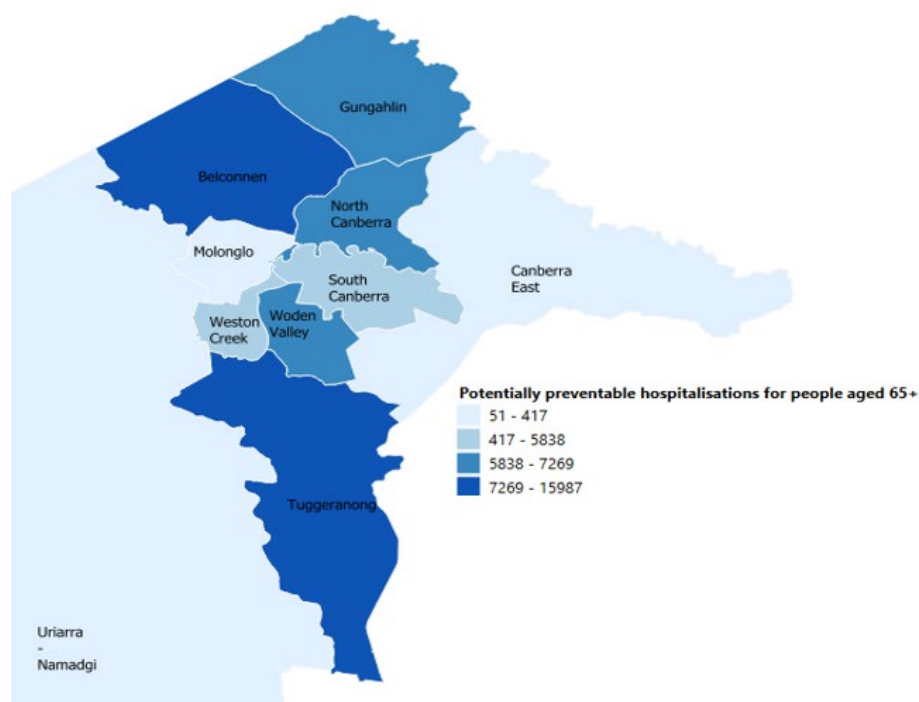 Gungahlin
Belconnen
North
Canberra
Molonglo
South
Canberra
Canberra
East
Weston
Creek
Woden
Valley
Potentially preventable hospitalisations for people aged 65+
51 - 417
417 - 5838
5838 - 7269
7269 - 15987
Tuggeranong
Uriarra
-
Namadgi